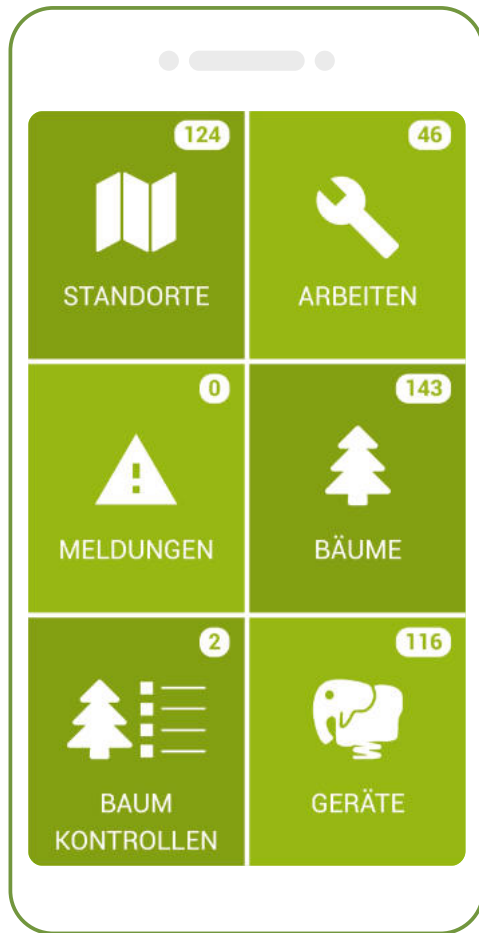 124
STANDORTE
46
ARBEITEN
0
MELDUNGEN
143
BÄUME
2
BAUM
KONTROLLEN
116
GERÄTE